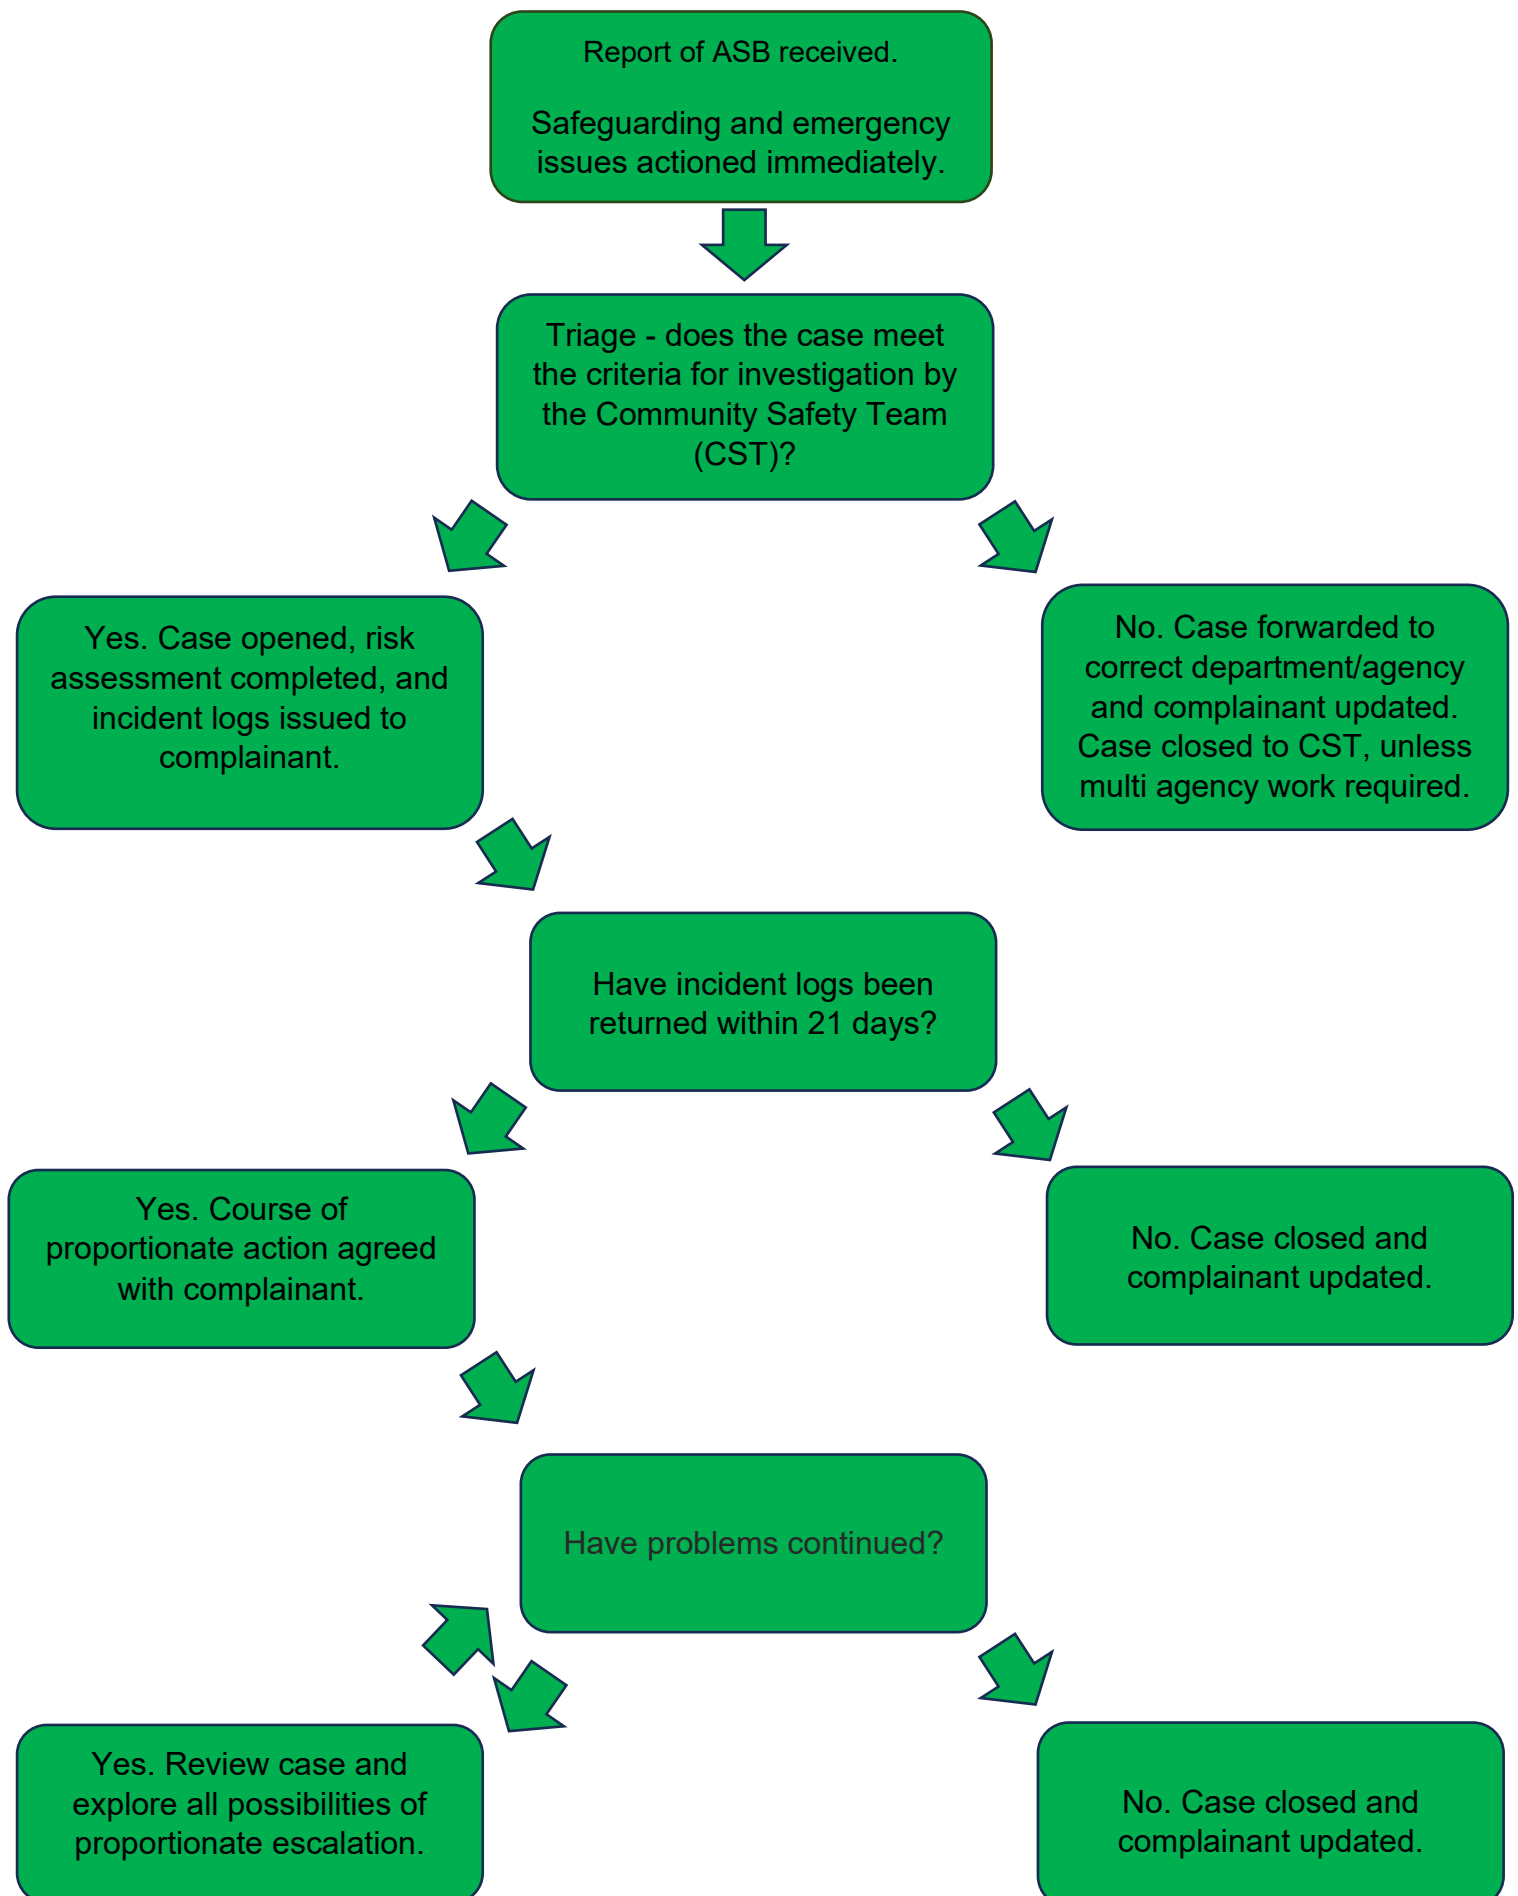 Report of ASB received.
Safeguarding and emergency
issues actioned immediately.
Triage - does the case meet
the criteria for investigation by
the Community Safety Team
(CST)?
Yes. Case opened, risk
assessment completed, and
incident logs issued to
complainant.
No. Case forwarded to
correct department/agency
and complainant updated.
Case closed to CST, unless
multi agency work required.
Have incident logs been
returned within 21 days?
Yes. Course of
proportionate action agreed
with complainant.
No. Case closed and
complainant updated.
Have problems continued?
Yes. Review case and
explore all possibilities of
proportionate escalation.
No. Case closed and
complainant updated.